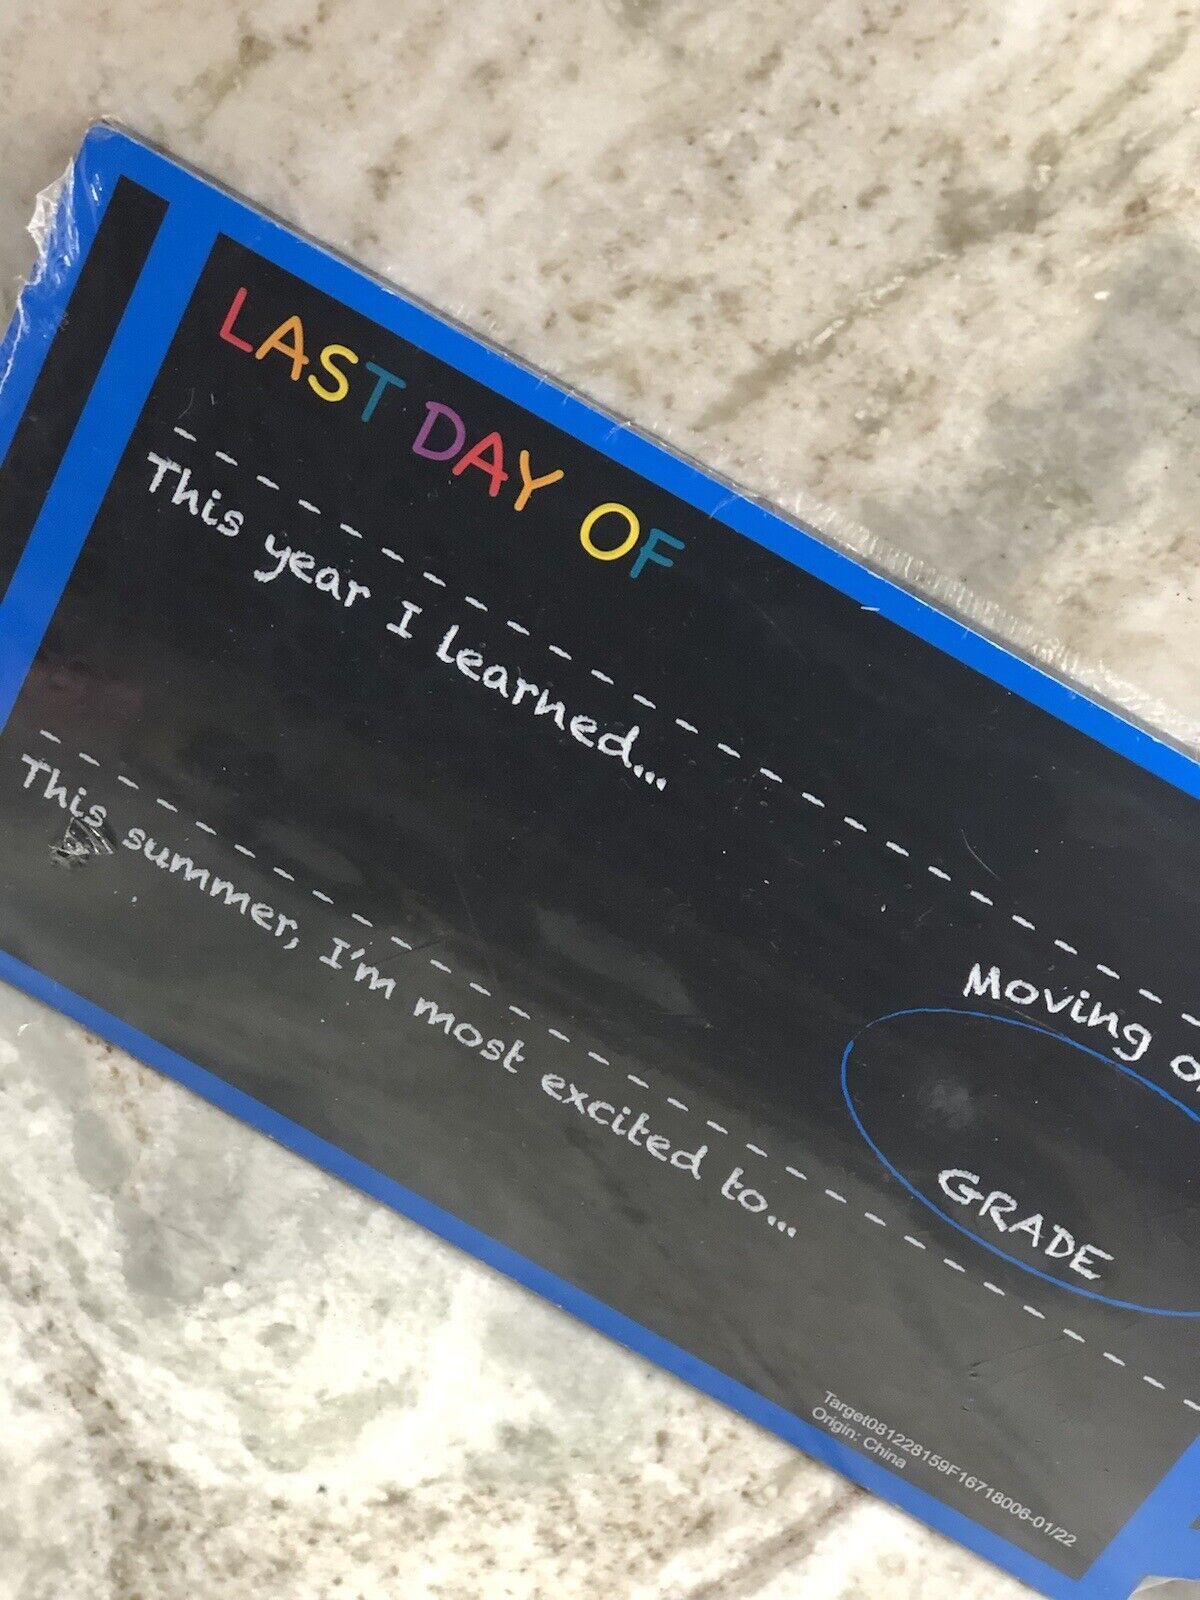 LAST DAY OF
This year I learned...
This summer, I'm most excited to...
Moving
GRADE
Target081228159F16718006-01/22
Origin: China